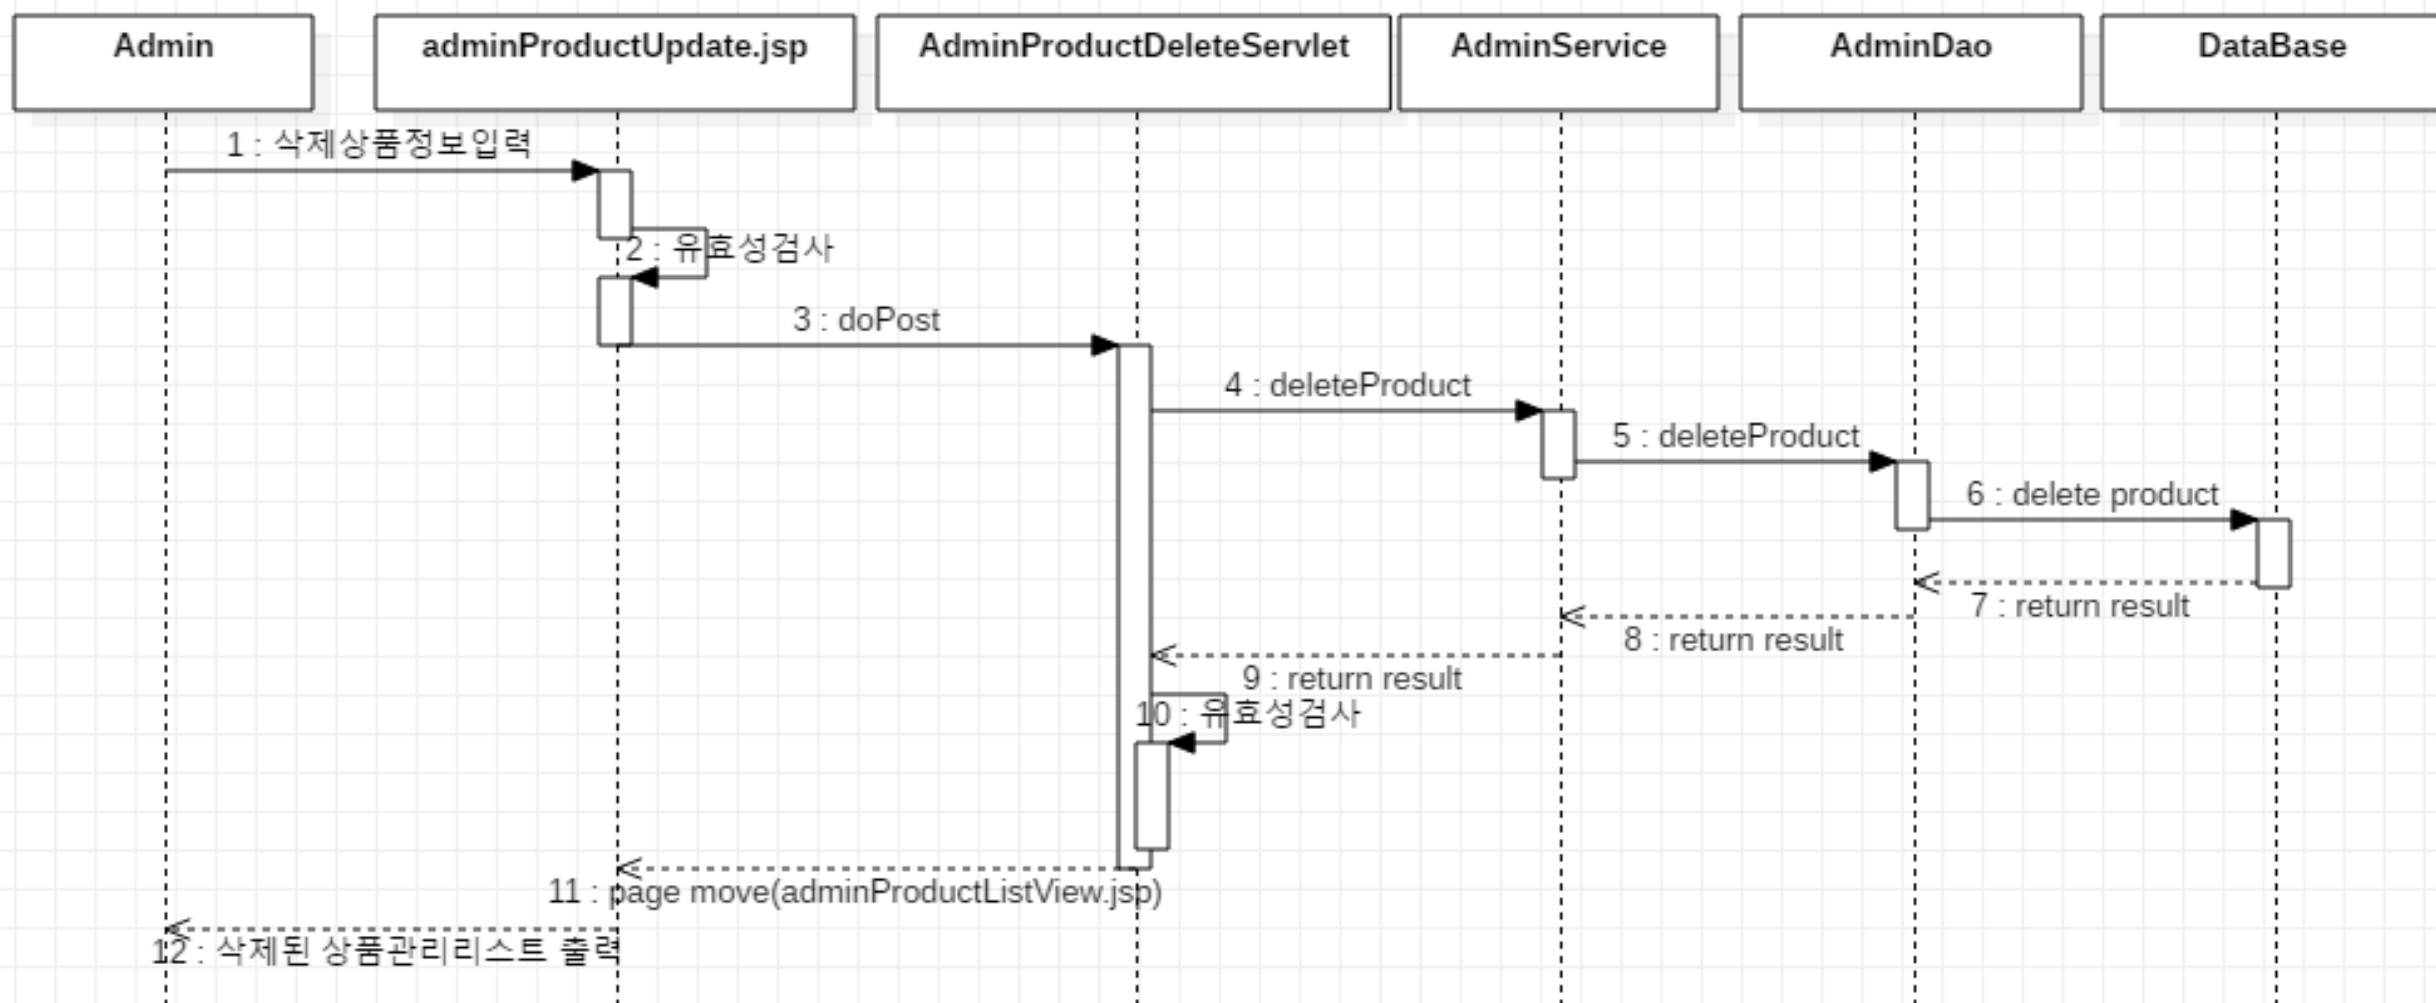 Admin
adminProductUpdate.jsp
AdminProductDeleteServlet
AdminService
AdminDao
DataBase
1 : 삭제상품정보입력
2 : 유효성검사
3 : doPost
4 : deleteProduct
5 : deleteProduct
6 : delete product
7 : return result
8 : return result
9 : return result
10 : 유효성검사
11 : page move(adminProductListView.jsp)
12 : 삭제된 상품관리리스트 출력